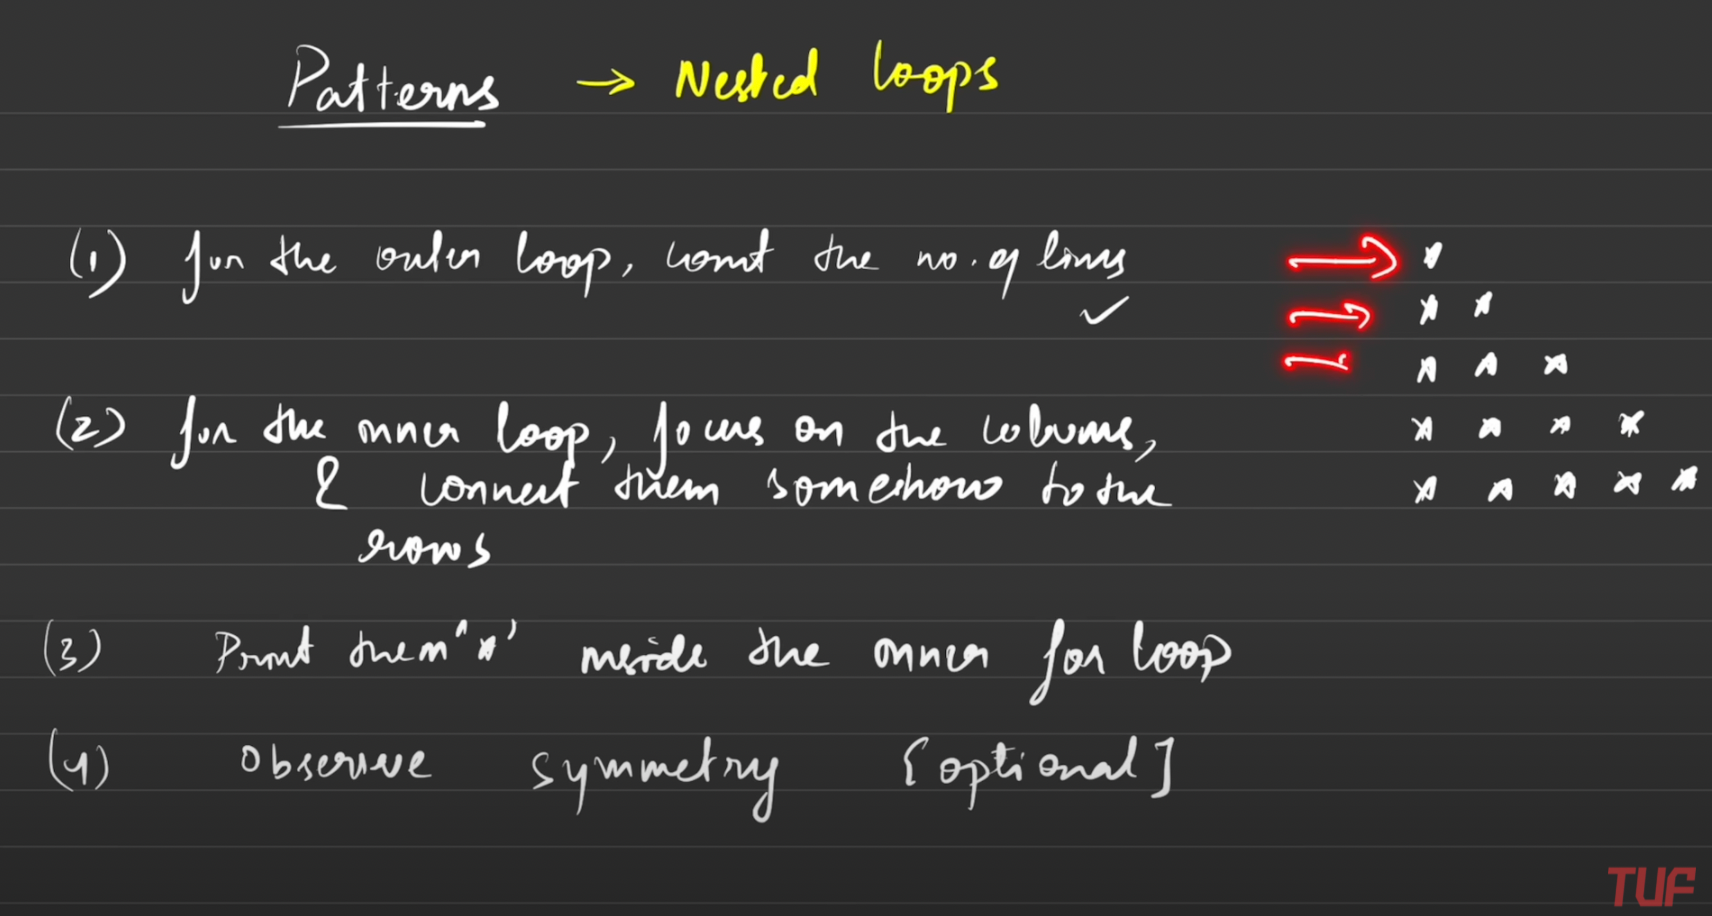 Patterns → Nested loops
(1) for the outer loop, count the no. of lines
(2) for the inner loop, focus on the columns,
& connect them somehow to the
rows
(3) Print them '*' inside the inner for loop
(4) Observe symmetry [optional]
*
* *
* * *
* * * *
* * * * *
TUF